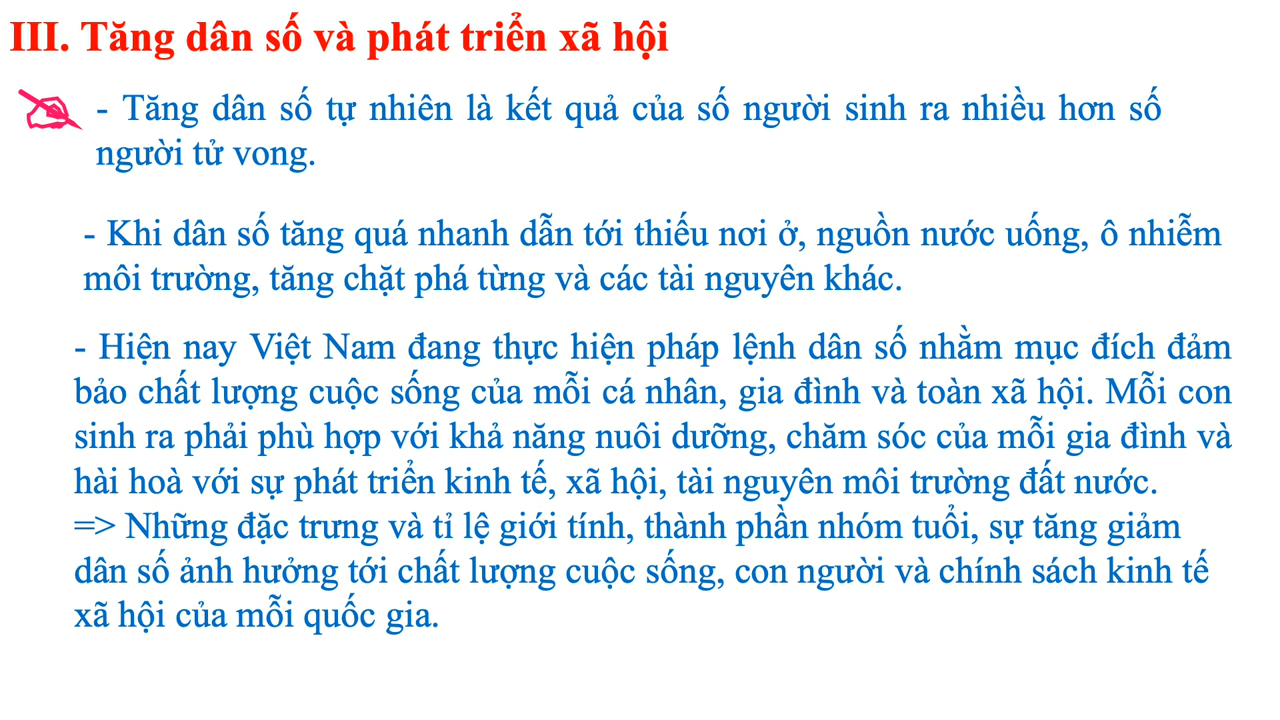 III. Tăng dân số và phát triển xã hội
- Tăng dân số tự nhiên là kết quả của số người sinh ra nhiều hơn số
người tử vong.
- Khi dân số tăng quá nhanh dẫn tới thiếu nơi ở, nguồn nước uống, ô nhiễm
môi trường, tăng chặt phá từng và các tài nguyên khác.
- Hiện nay Việt Nam đang thực hiện pháp lệnh dân số nhằm mục đích đảm
bảo chất lượng cuộc sống của mỗi cá nhân, gia đình và toàn xã hội. Mỗi con
sinh ra phải phù hợp với khả năng nuôi dưỡng, chăm sóc của mỗi gia đình và
hài hoà với sự phát triển kinh tế, xã hội, tài nguyên môi trường đất nước.
=> Những đặc trưng và tỉ lệ giới tính, thành phần nhóm tuổi, sự tăng giảm
dân số ảnh hưởng tới chất lượng cuộc sống, con người và chính sách kinh tế
xã hội của mỗi quốc gia.